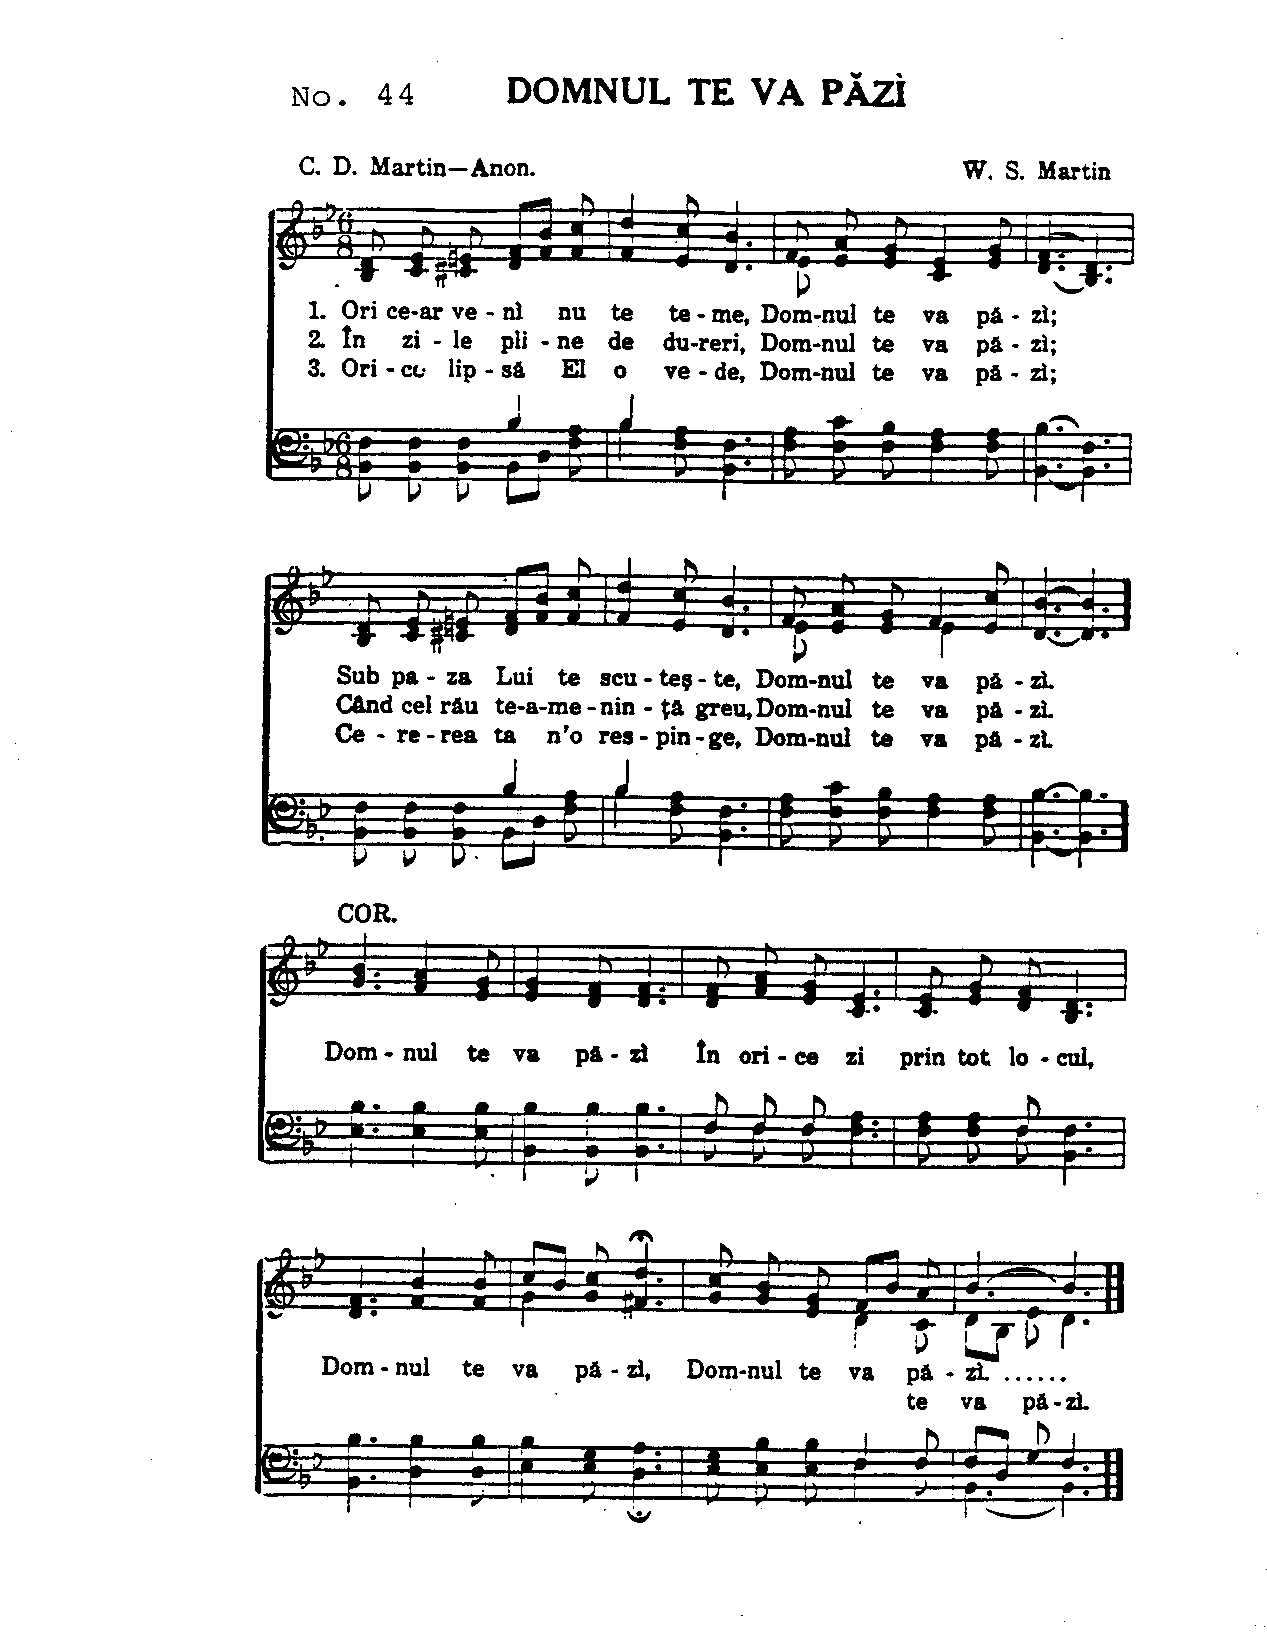 No. 44 DOMNUL TE VA PĂZÌ
C. D. Martin—Anon. W. S. Martin
1. Ori ce-ar ve - nì nu te te - me, Dom-nul te va pă - zì;
2. În zi - le pli - ne de du-reri, Dom-nul te va pă - zì;
3. Ori - ce lip - să El o ve - de, Dom-nul te va pă - zì;
Sub pa - za Lui te scu - teș - te, Dom-nul te va pă - zì.
Când cel rău te-a-me-nin - ță greu, Dom-nul te va pă - zì.
Ce - re - rea ta n'o res - pin - ge, Dom-nul te va pă - zì.
COR.
Dom - nul te va pă - zì În ori - ce zi prin tot lo - cul,
Dom - nul te va pă - zì, Dom-nul te va pă - zì. ......
te va pă-zì.